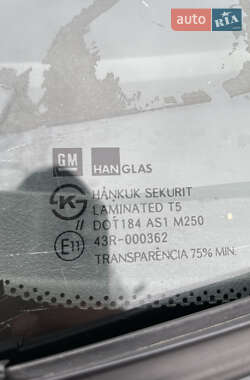 AUTO RIA
GM HANGLAS
HANKUK SEKURIT
LAMINATED T5
DOT184 AS1 M250
E11 43R-000362
TRANSPARÊNCIA 75% MIN.